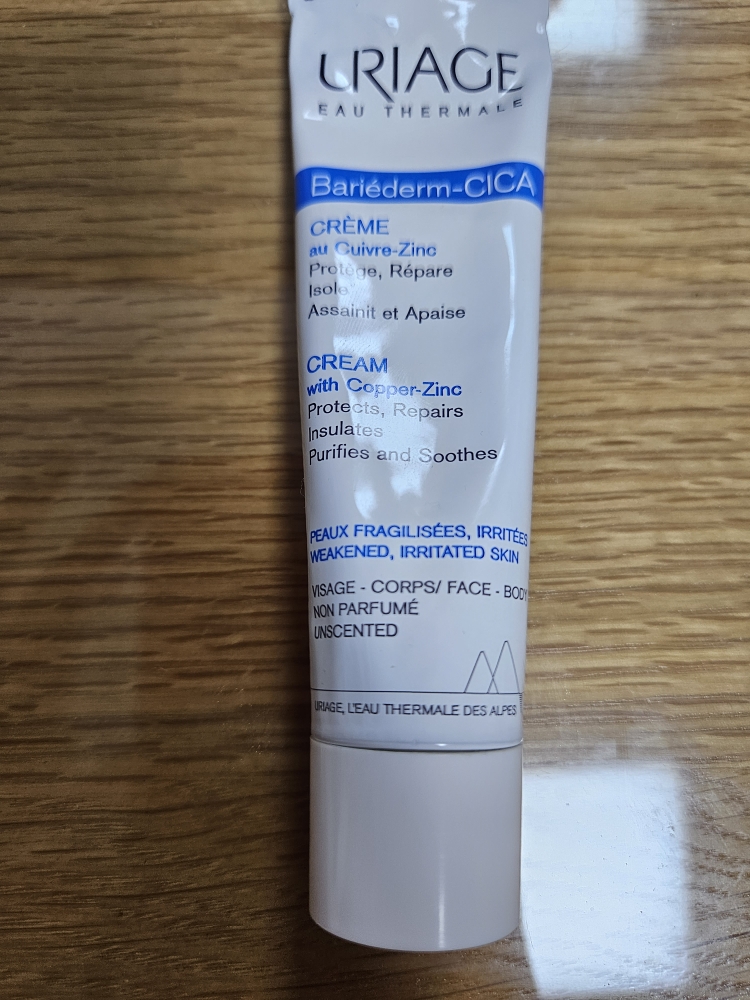 URIAGE
EAU THERMALE
Bariéderm-CICA
CRÈME
au Cuivre-Zinc
Protège, Répare
Isole
Assainit et Apaise
CREAM
with Copper-Zinc
Protects, Repairs
Insulates
Purifies and Soothes
PEAUX FRAGILISÉES, IRRITÉES
WEAKENED, IRRITATED SKIN
VISAGE - CORPS/ FACE - BODY
NON PARFUMÉ
UNSCENTED
URIAGE, L'EAU THERMALE DES ALPES